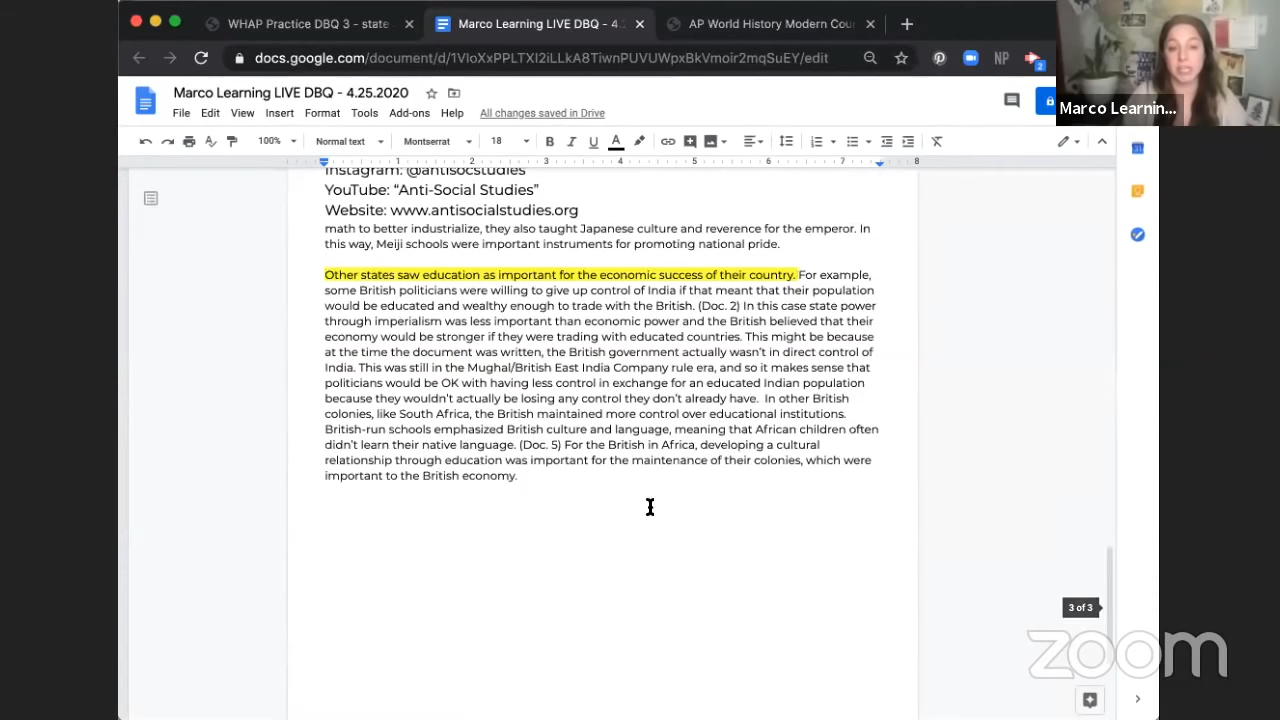 WHAP Practice DBQ 3 - state
Marco Learning LIVE DBQ - 4.2
AP World History Modern Cou
docs.google.com/document/d/1VIoXxPPLTXI2iLLkA8TiwnPUVUWpxBkVmoir2mqSuEY/edit
NP
2
Marco Learnin...
Marco Learning LIVE DBQ - 4.25.2020
File Edit View Insert Format Tools Add-ons Help All changes saved in Drive
100% Normal text Montserrat 18 B I U A
1 2 3 4 5 6 7 8
31
Instagram: @antisocstudies
YouTube: “Anti-Social Studies”
Website: www.antisocialstudies.org
math to better industrialize, they also taught Japanese culture and reverence for the emperor. In
this way, Meiji schools were important instruments for promoting national pride.
Other states saw education as important for the economic success of their country. For example,
some British politicians were willing to give up control of India if that meant that their population
would be educated and wealthy enough to trade with the British. (Doc. 2) In this case state power
through imperialism was less important than economic power and the British believed that their
economy would be stronger if they were trading with educated countries. This might be because
at the time the document was written, the British government actually wasn’t in direct control of
India. This was still in the Mughal/British East India Company rule era, and so it makes sense that
politicians would be OK with having less control in exchange for an educated Indian population
because they wouldn’t actually be losing any control they don’t already have. In other British
colonies, like South Africa, the British maintained more control over educational institutions.
British-run schools emphasized British culture and language, meaning that African children often
didn’t learn their native language. (Doc. 5) For the British in Africa, developing a cultural
relationship through education was important for the maintenance of their colonies, which were
important to the British economy.
3 of 3
zoom